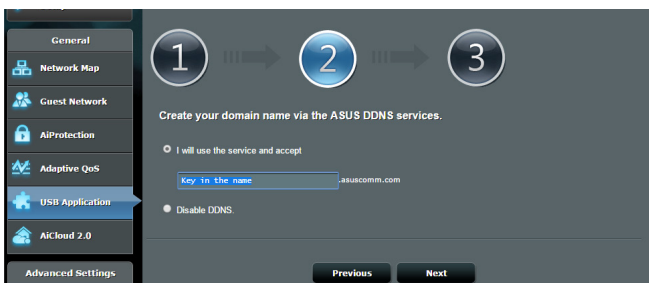 General
Network Map
Guest Network
AiProtection
Adaptive QoS
USB Application
AiCloud 2.0
Advanced Settings
1
2
3
Create your domain name via the ASUS DDNS services.
I will use the service and accept
Key in the name .asuscomm.com
Disable DDNS.
Previous Next